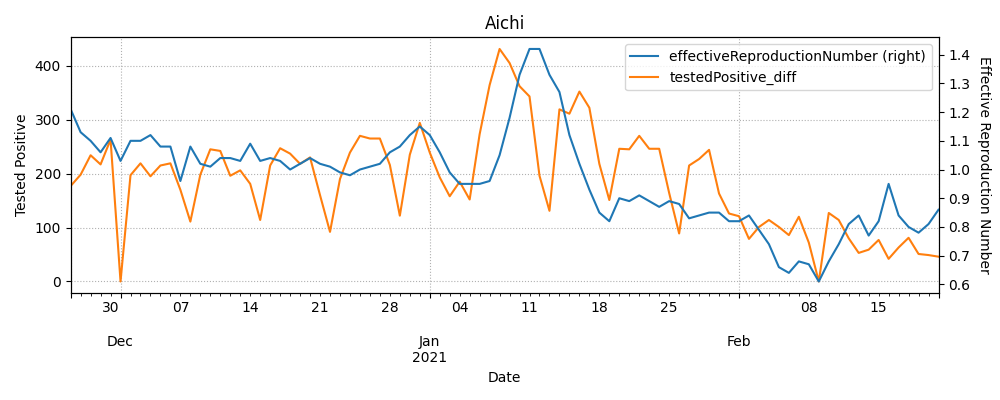 Aichi
effectiveReproductionNumber (right)
testedPositive_diff
Tested Positive
400
300
200
100
0
1.4
1.3
1.2
1.1
1.0
0.9
0.8
0.7
0.6
Effective Reproduction Number
30 07 14 21 28 04 11 18 25 08 15
Dec Jan Feb
2021
Date